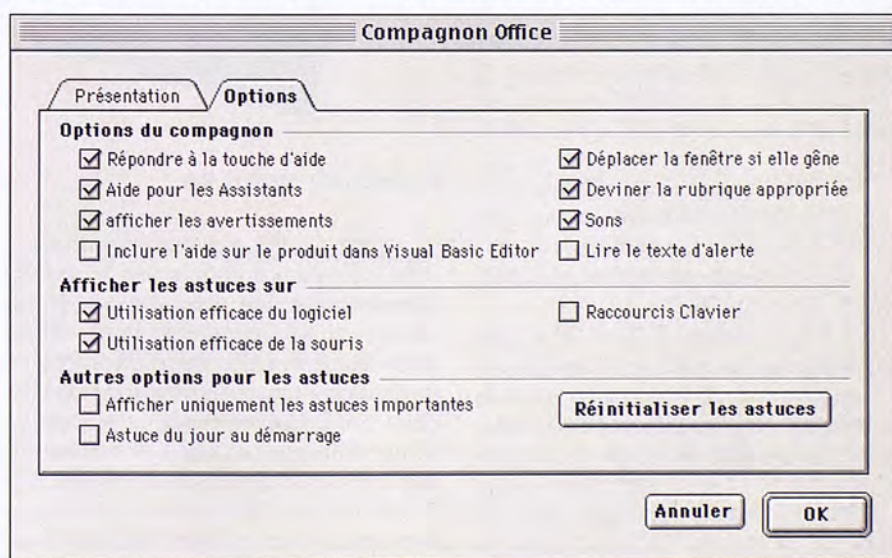 Compagnon Office
Présentation
Options
Options du compagnon
Répondre à la touche d'aide
Déplacer la fenêtre si elle gêne
Aide pour les Assistants
Deviner la rubrique appropriée
afficher les avertissements
Sons
Inclure l'aide sur le produit dans Visual Basic Editor
Lire le texte d'alerte
Afficher les astuces sur
Utilisation efficace du logiciel
Raccourcis Clavier
Utilisation efficace de la souris
Autres options pour les astuces
Afficher uniquement les astuces importantes
Réinitialiser les astuces
Astuce du jour au démarrage
Annuler
OK